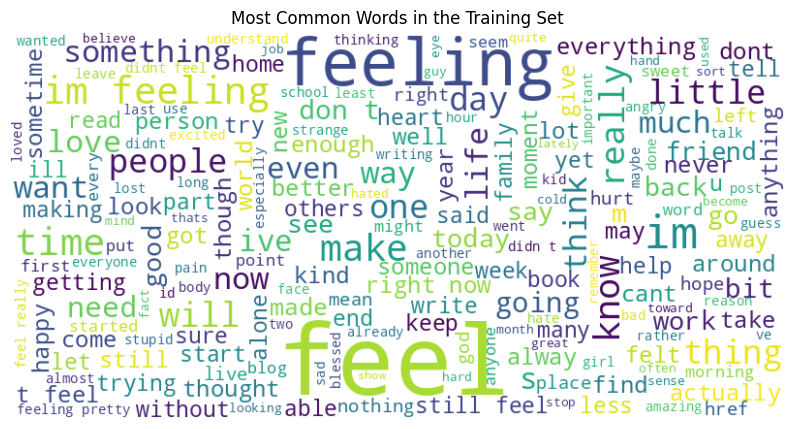 Most Common Words in the Training Set
wanted believe understand job thinking eye guy seem quite everything hand used dont
something home feeling sweet sort tell
leave didnt feel school least right day give important angry left
im feeling sometime don t heart hour lot little talk
loved read person try new strange well moment really much friend
last use excited enough writing lately yet done never anything
ill love didnt world even way life family kid maybe back u post
people better year think cold hurt become
want every lost long especially others one said say m word go guess
making look part though thats see might went may away
time mind put got ive make today another didn t im around
first everyone good point someone week book know help hope
getting pain id body now kind right now going remember cant bit
need fact face mean write many hate work reason take
feel really happy started will two made end keep already god month bad toward ve
come stupid sure alone feel anyone great felt rather
let still start live blog sad blessed alway girl thing often morning
almost trying thought show hard s place find sense actually
t feel without able nothing still feel stop less amazing href
feeling pretty looking
hated